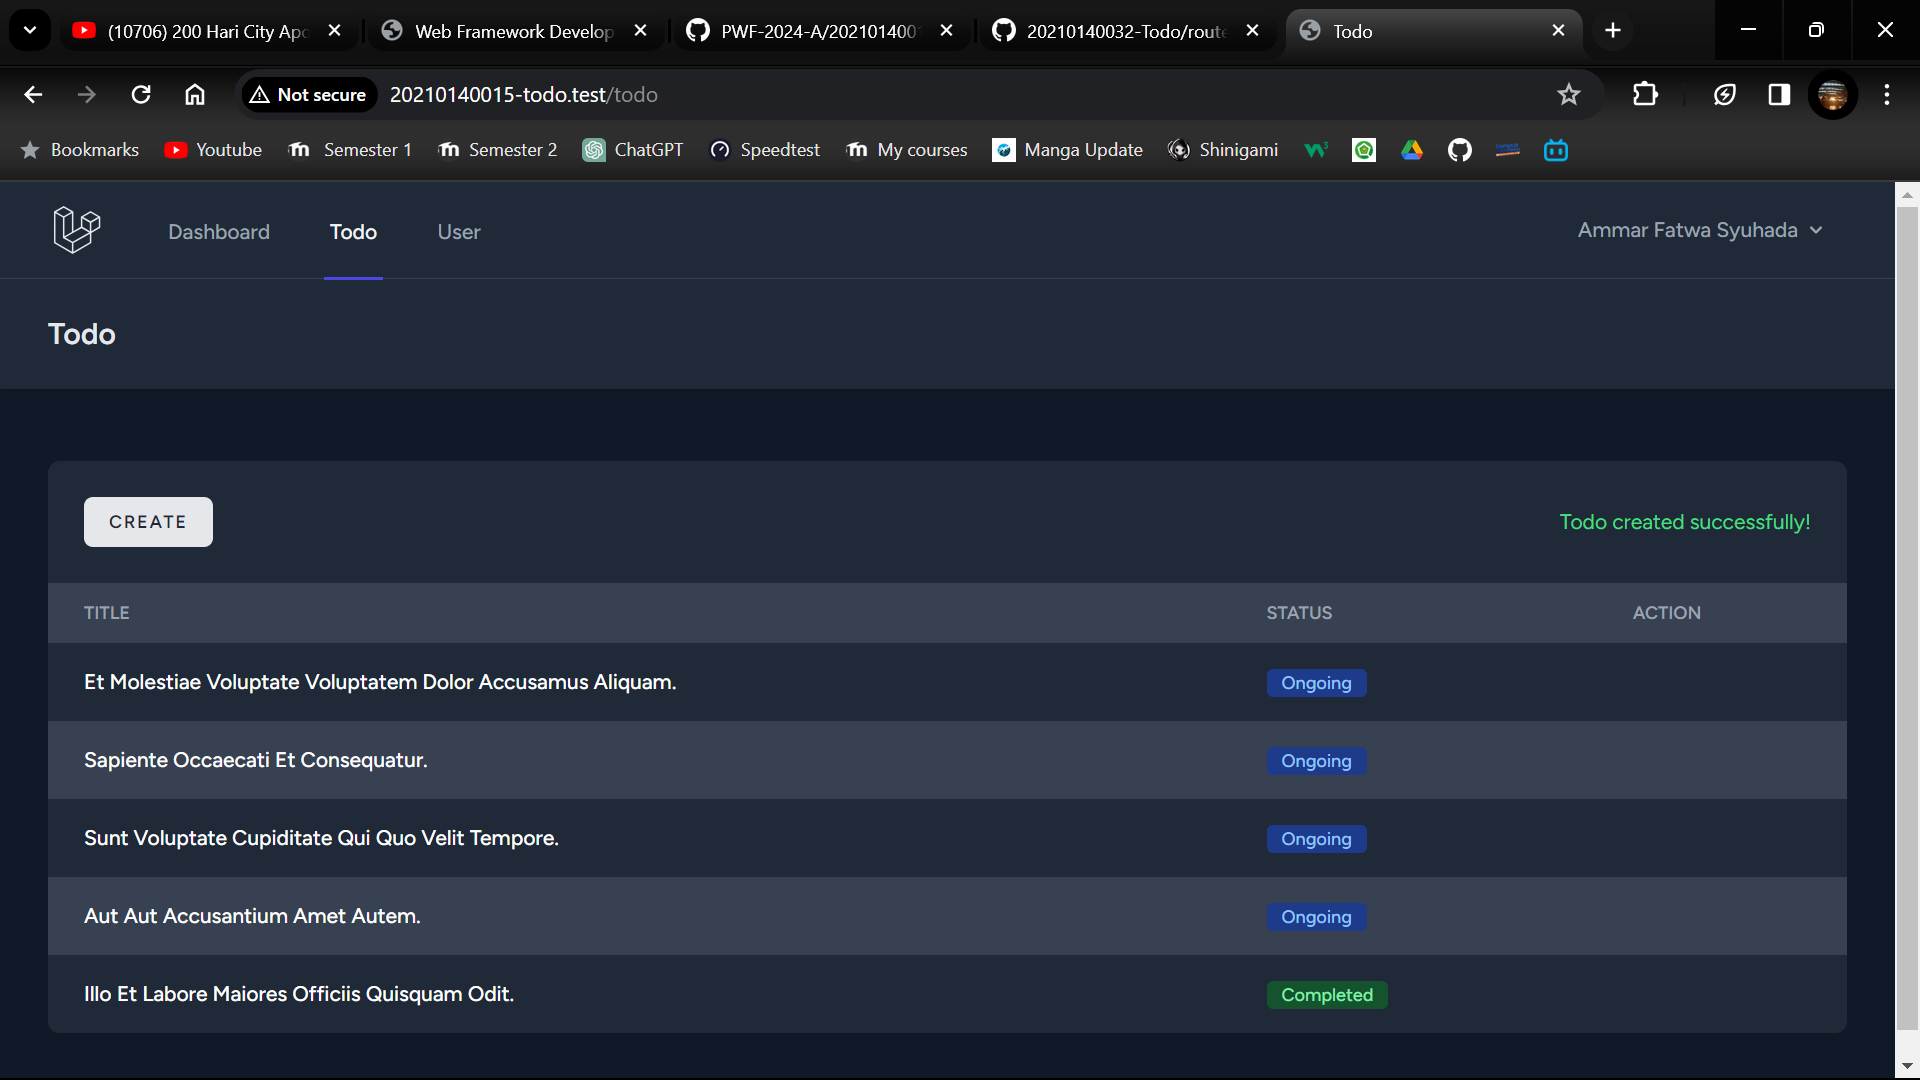 (10706) 200 Hari City Apo
Web Framework Develop
PWF-2024-A/202101400
20210140032-Todo/route
Todo
Not secure
20210140015-todo.test/todo
Bookmarks
Youtube
Semester 1
Semester 2
ChatGPT
Speedtest
My courses
Manga Update
Shinigami
Dashboard
Todo
User
Ammar Fatwa Syuhada
Todo
CREATE
Todo created successfully!
TITLE STATUS ACTION
Et Molestiae Voluptate Voluptatem Dolor Accusamus Aliquam. Ongoing
Sapiente Occaecati Et Consequatur. Ongoing
Sunt Voluptate Cupiditate Qui Quo Velit Tempore. Ongoing
Aut Aut Accusantium Amet Autem. Ongoing
Illo Et Labore Maiores Officiis Quisquam Odit. Completed